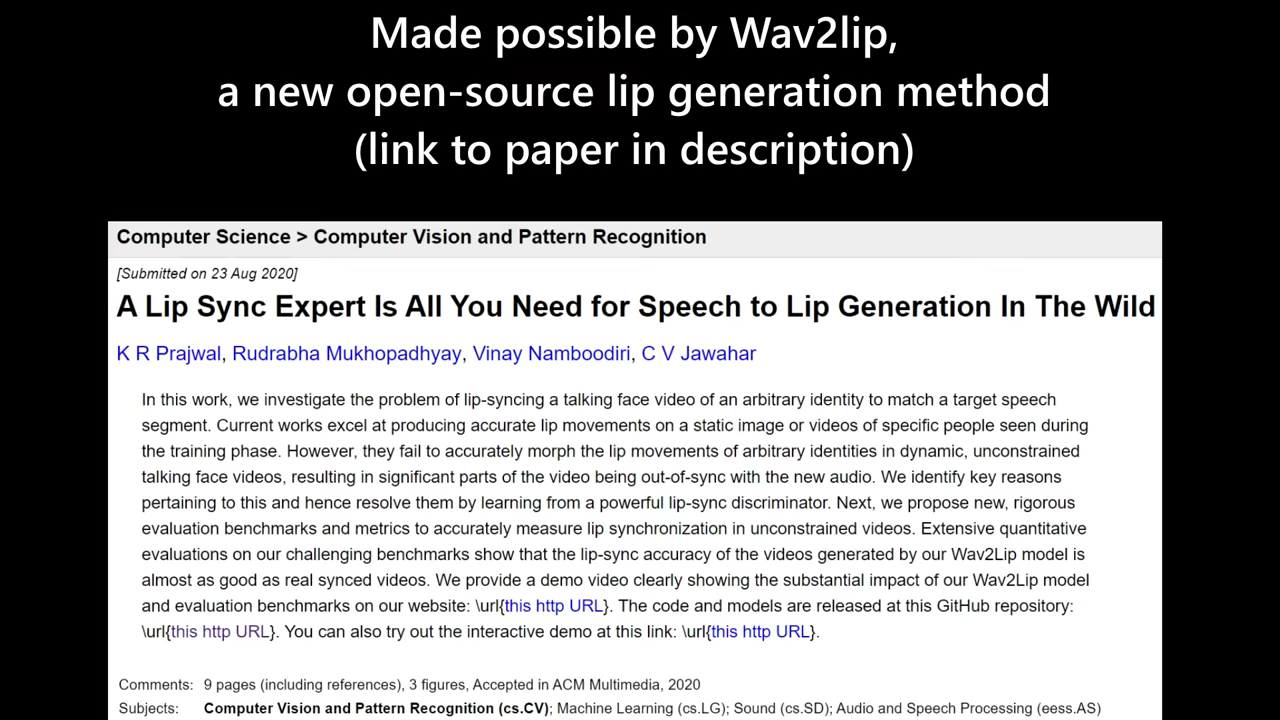 Made possible by Wav2lip,
a new open-source lip generation method
(link to paper in description)
Computer Science > Computer Vision and Pattern Recognition
[Submitted on 23 Aug 2020]
A Lip Sync Expert Is All You Need for Speech to Lip Generation In The Wild
K R Prajwal, Rudrabha Mukhopadhyay, Vinay Namboodiri, C V Jawahar
In this work, we investigate the problem of lip-syncing a talking face video of an arbitrary identity to match a target speech
segment. Current works excel at producing accurate lip movements on a static image or videos of specific people seen during
the training phase. However, they fail to accurately morph the lip movements of arbitrary identities in dynamic, unconstrained
talking face videos, resulting in significant parts of the video being out-of-sync with the new audio. We identify key reasons
pertaining to this and hence resolve them by learning from a powerful lip-sync discriminator. Next, we propose new, rigorous
evaluation benchmarks and metrics to accurately measure lip synchronization in unconstrained videos. Extensive quantitative
evaluations on our challenging benchmarks show that the lip-sync accuracy of the videos generated by our Wav2Lip model is
almost as good as real synced videos. We provide a demo video clearly showing the substantial impact of our Wav2Lip model
and evaluation benchmarks on our website: \url{this http URL}. The code and models are released at this GitHub repository:
\url{this http URL}. You can also try out the interactive demo at this link: \url{this http URL}.
Comments: 9 pages (including references), 3 figures, Accepted in ACM Multimedia, 2020
Subjects: Computer Vision and Pattern Recognition (cs.CV); Machine Learning (cs.LG); Sound (cs.SD); Audio and Speech Processing (eess.AS)